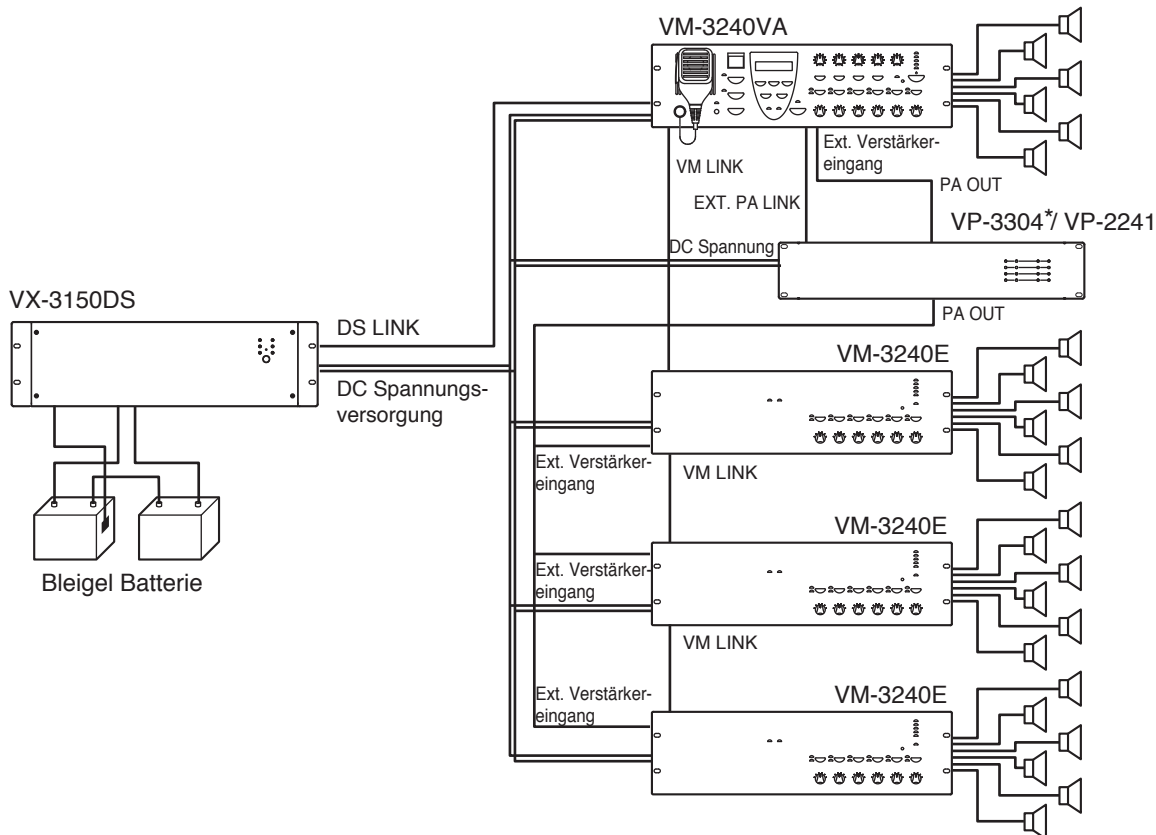 VM-3240VA
Ext. Verstärker-
eingang
VM LINK
PA OUT
EXT. PA LINK
VP-3304*/ VP-2241
DC Spannung
VX-3150DS
PA OUT
DS LINK
VM-3240E
DC Spannungs-
versorgung
Ext. Verstärker-
eingang
VM LINK
VM-3240E
Bleigel Batterie
Ext. Verstärker-
eingang
VM LINK
VM-3240E
Ext. Verstärker-
eingang